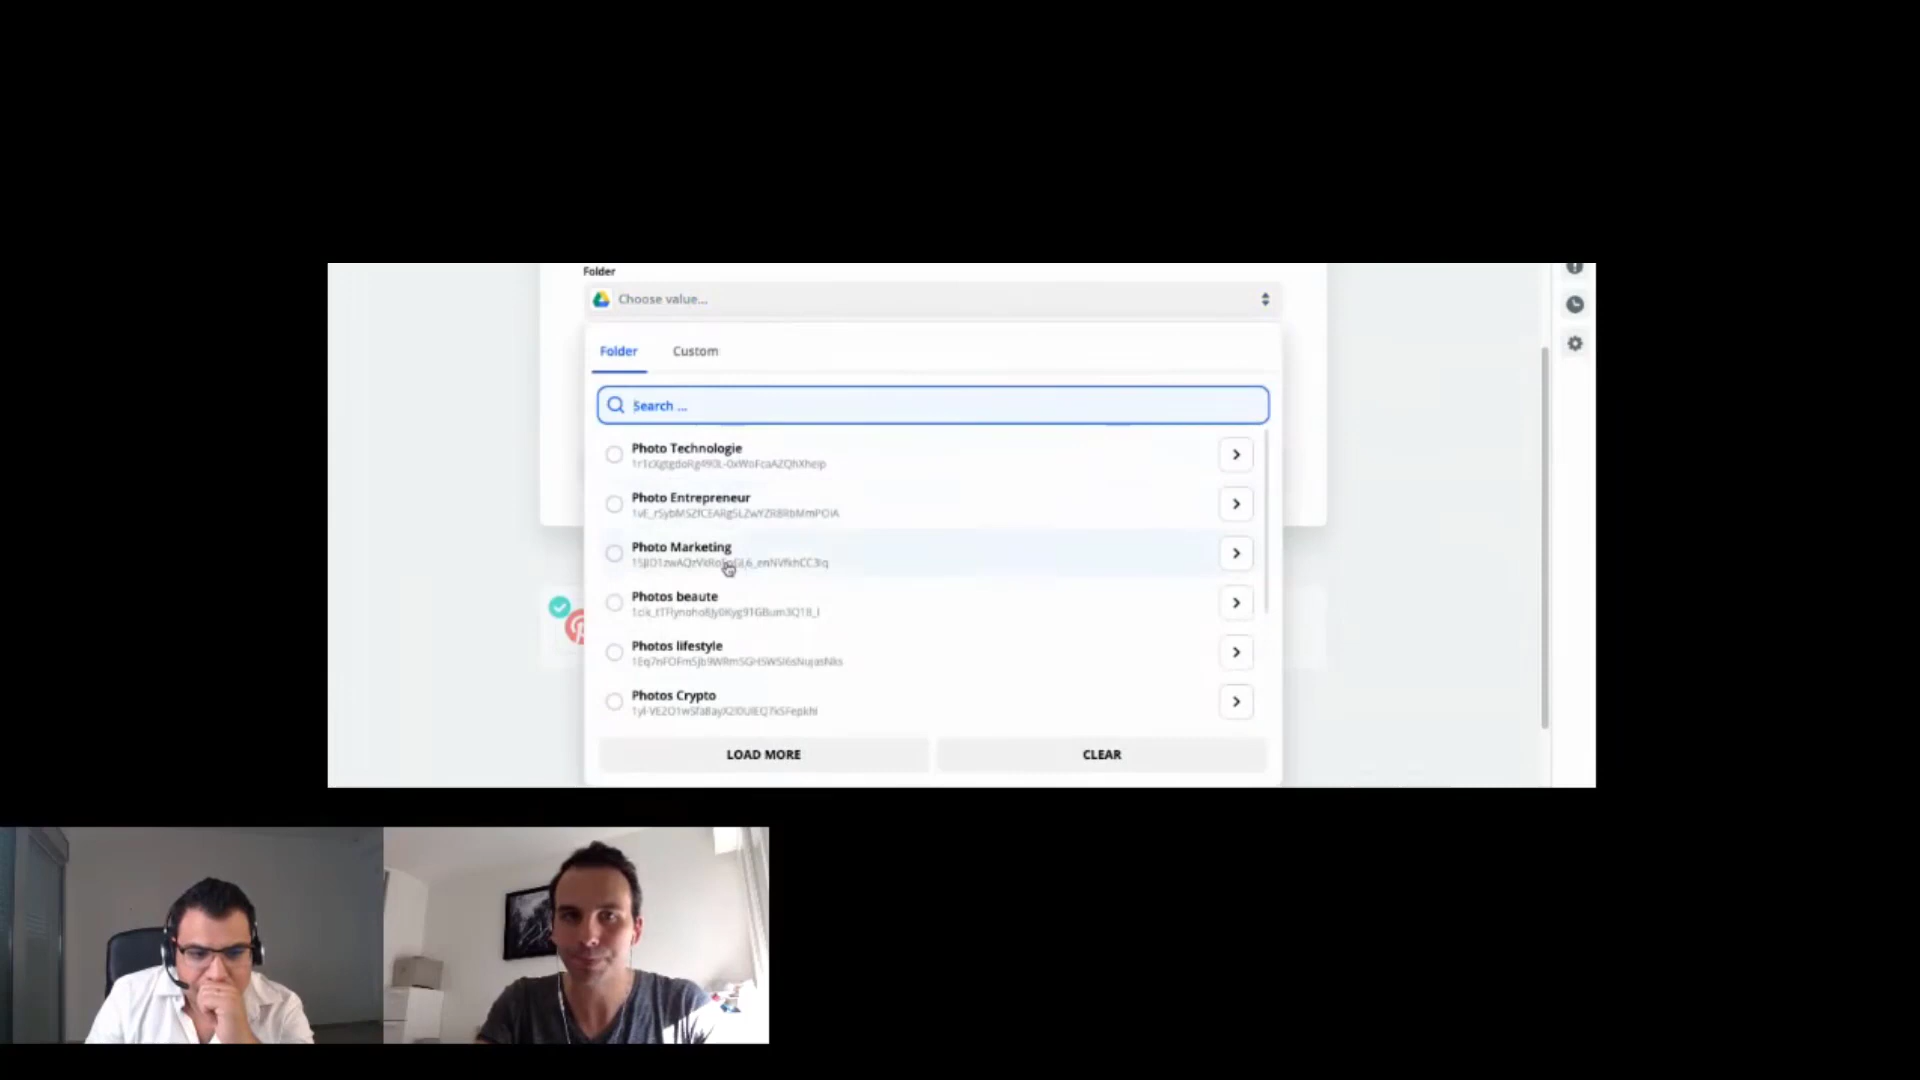 Folder
Choose value...
Folder Custom
Search ...
Photo Technologie
Photo Entrepreneur
Photo Marketing
Photos beaute
Photos lifestyle
Photos Crypto
LOAD MORE CLEAR